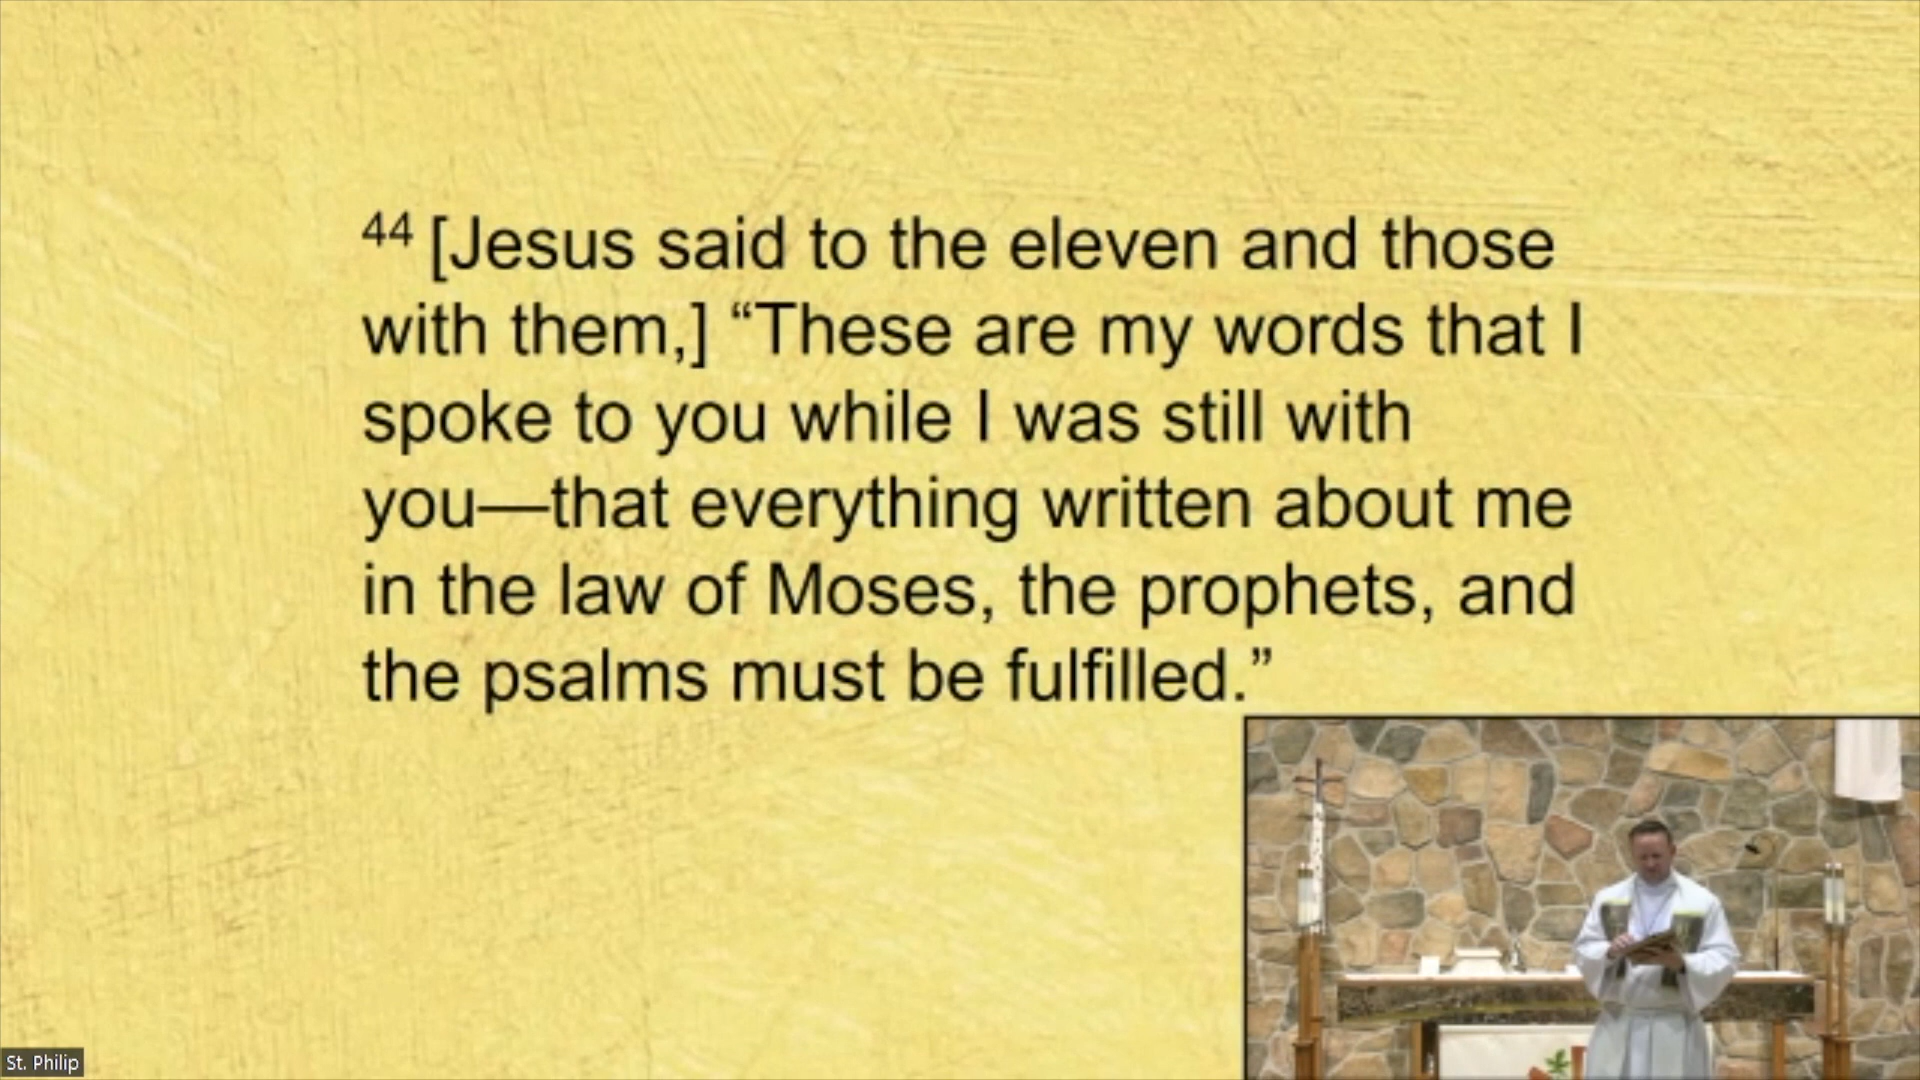 44 [Jesus said to the eleven and those
with them,] “These are my words that I
spoke to you while I was still with
you—that everything written about me
in the law of Moses, the prophets, and
the psalms must be fulfilled.”
St. Philip